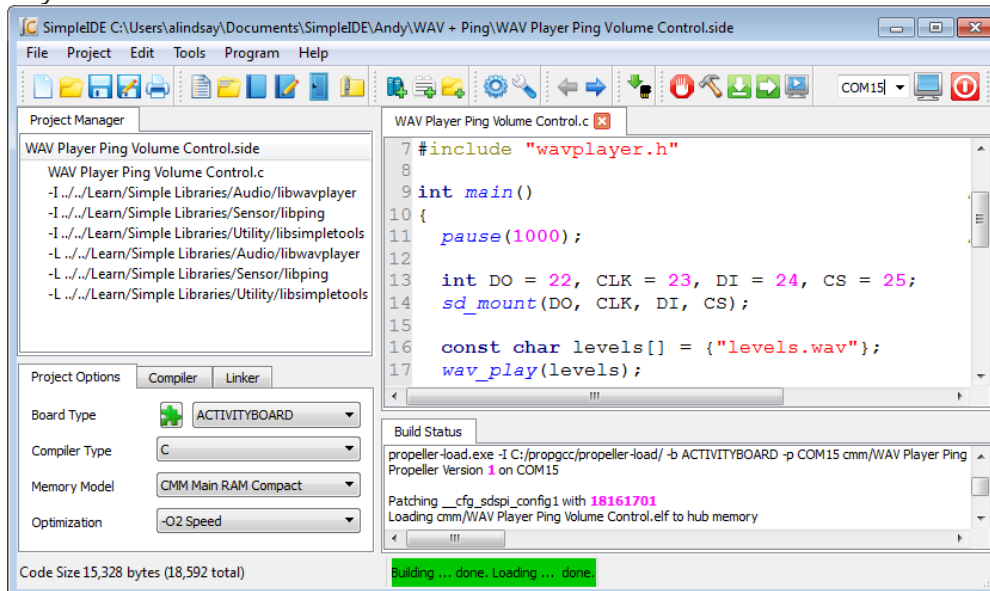 SimpleIDE C:\Users\alindsay\Documents\SimpleIDE\Andy\WAV + Ping\WAV Player Ping Volume Control.side
File Project Edit Tools Program Help
COM15
Project Manager
WAV Player Ping Volume Control.side
WAV Player Ping Volume Control.c
-I ../../Learn/Simple Libraries/Audio/libwavplayer
-I ../../Learn/Simple Libraries/Sensor/libping
-I ../../Learn/Simple Libraries/Utility/libsimpletools
-L ../../Learn/Simple Libraries/Audio/libwavplayer
-L ../../Learn/Simple Libraries/Sensor/libping
-L ../../Learn/Simple Libraries/Utility/libsimpletools
Project Options Compiler Linker
Board Type ACTIVITYBOARD
Compiler Type C
Memory Model CMM Main RAM Compact
Optimization -O2 Speed
WAV Player Ping Volume Control.c
7 #include "wavplayer.h"
8
9 int main()
10 {
11 pause(1000);
12
13 int DO = 22, CLK = 23, DI = 24, CS = 25;
14 sd_mount(DO, CLK, DI, CS);
15
16 const char levels[] = {"levels.wav"};
17 wav_play(levels);
Build Status
propeller-load.exe -I C:/propgcc/propeller-load/ -b ACTIVITYBOARD -p COM15 cmm/WAV Player Ping
Propeller Version 1 on COM15
Patching __cfg_sdspi_config1 with 18161701
Loading cmm/WAV Player Ping Volume Control.elf to hub memory
Code Size 15,328 bytes (18,592 total)
Building ... done. Loading ... done.